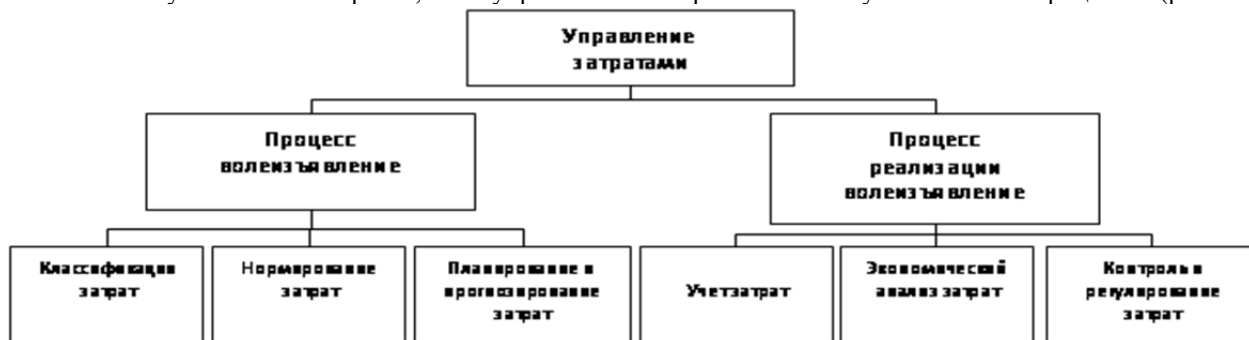 Управление
затратами
Процесс
волеизъявление
Процесс
реализации
волеизъявление
Классификация
затрат
Нормирование
затрат
Планирование и
прогнозирование
затрат
Учет затрат
Экономический
анализ затрат
Контроль и
регулирование
затрат